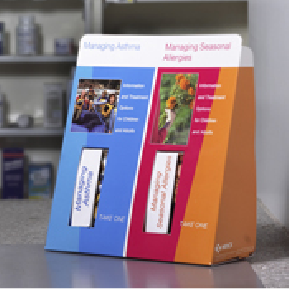 Managing Asthma
Information
and Treatment
Options
for Children
and Adults
Managing
Asthma
TAKE ONE
Managing Seasonal
Allergies
Information
and Treatment
Options
for Children
and Adults
Managing
Seasonal Allergies
TAKE ONE